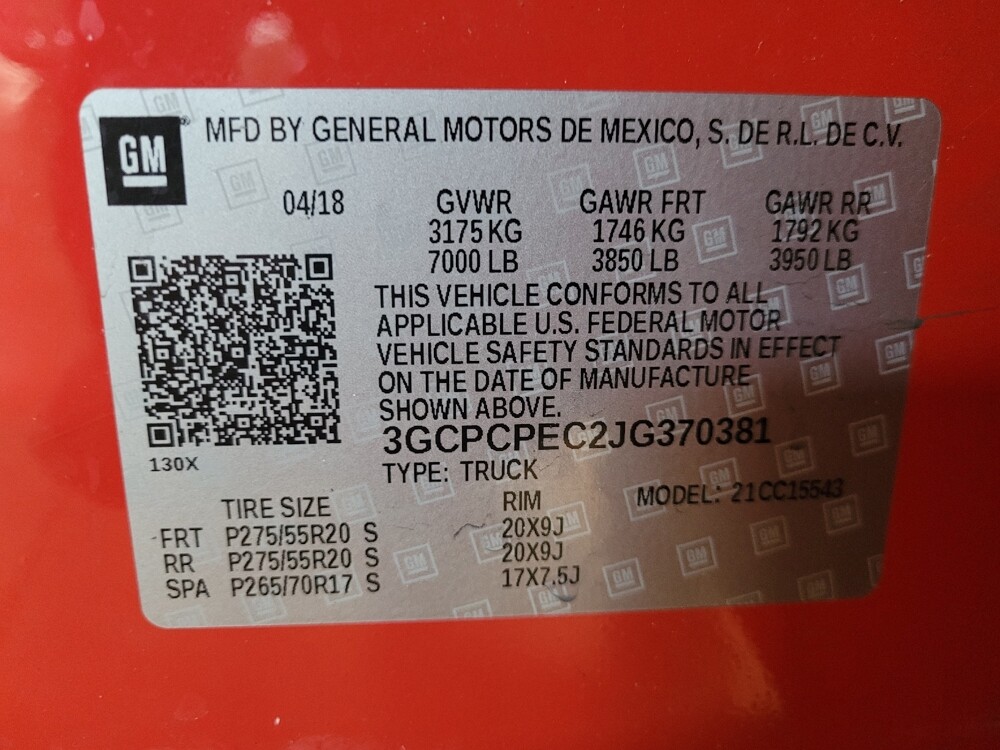 GM® MFD BY GENERAL MOTORS DE MEXICO, S. DE R.L. DE C.V.
04/18 GVWR GAWR FRT GAWR RR
3175 KG 1746 KG 1792 KG
7000 LB 3850 LB 3950 LB
THIS VEHICLE CONFORMS TO ALL
APPLICABLE U.S. FEDERAL MOTOR
VEHICLE SAFETY STANDARDS IN EFFECT
ON THE DATE OF MANUFACTURE
SHOWN ABOVE.
3GCPCPEC2JG370381
130X
TYPE: TRUCK
MODEL: 21CC15543
TIRE SIZE RIM
FRT P275/55R20 S 20X9J
RR P275/55R20 S 20X9J
SPA P265/70R17 S 17X7.5J